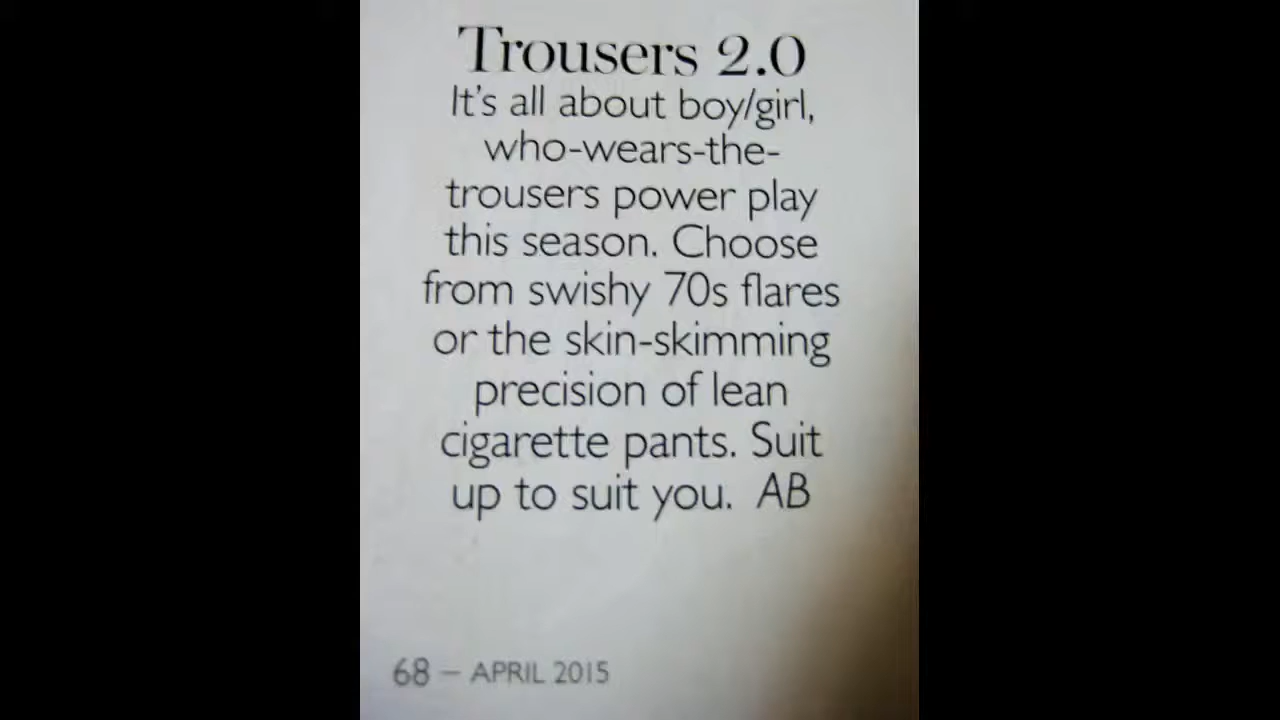 Trousers 2.0
It's all about boy/girl,
who-wears-the-
trousers power play
this season. Choose
from swishy 70s flares
or the skin-skimming
precision of lean
cigarette pants. Suit
up to suit you. AB
68 – APRIL 2015